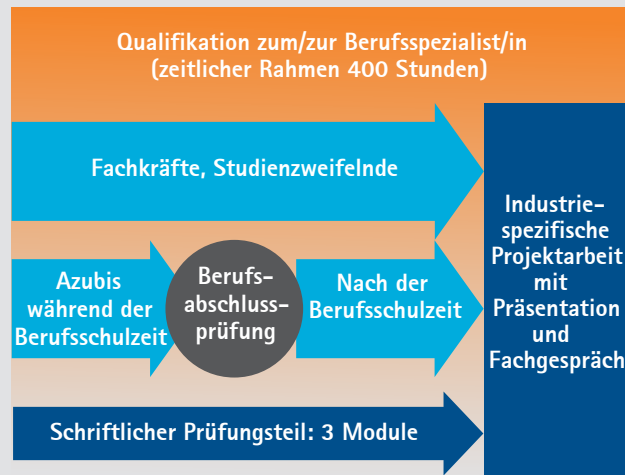 Qualifikation zum/zur Berufsspezialist/in
(zeitlicher Rahmen 400 Stunden)
Fachkräfte, Studienzweifelnde
Azubis
während der
Berufsschulzeit
Berufs-
abschluss-
prüfung
Nach der
Berufsschulzeit
Industrie-
spezifische
Projektarbeit
mit
Präsentation
und
Fachgespräch
Schriftlicher Prüfungsteil: 3 Module